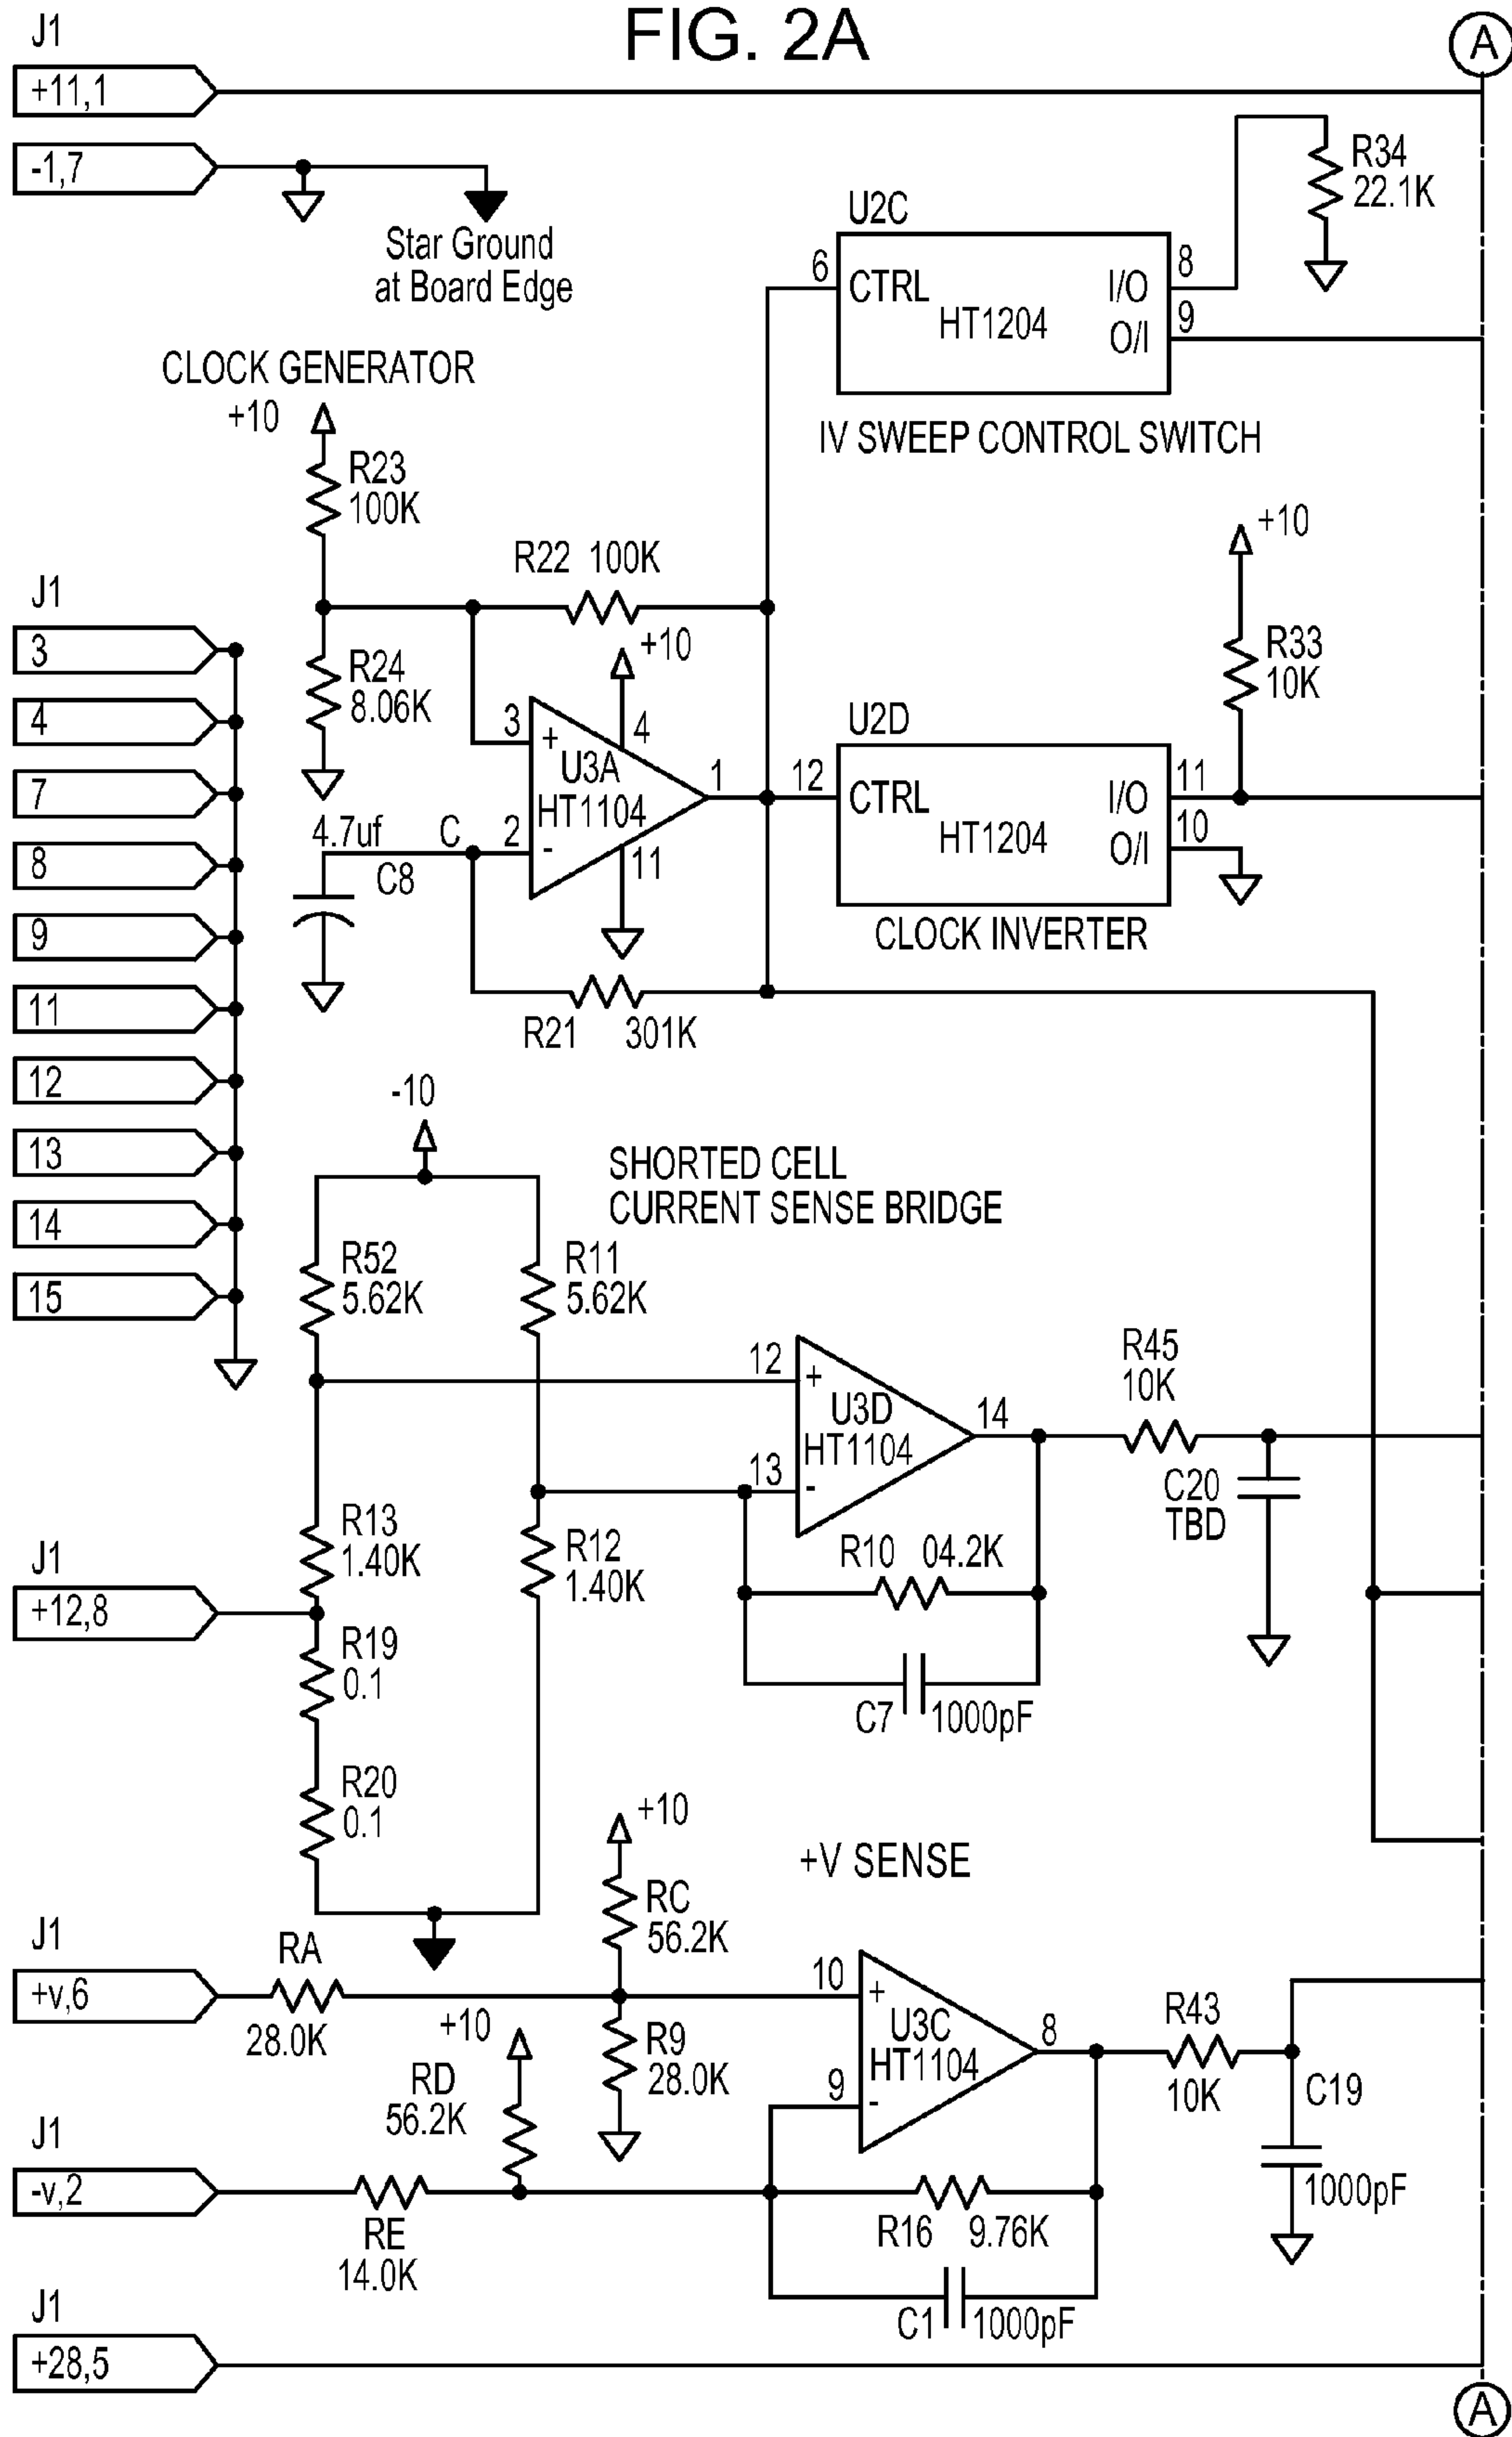 FIG. 2A
A
J1
+11,1
-1,7
Star Ground
at Board Edge
R34
22.1K
U2C
6
CTRL
HT1204
I/O
O/I
8
9
IV SWEEP CONTROL SWITCH
CLOCK GENERATOR
+10
R23
100K
R22 100K
+10
R24
8.06K
3
+
4
U3A
HT1104
1
2
-
11
4.7uf
C
C8
R21 301K
+10
R33
10K
U2D
12
CTRL
HT1204
I/O
O/I
11
10
CLOCK INVERTER
J1
3
4
7
8
9
11
12
13
14
15
-10
SHORTED CELL
CURRENT SENSE BRIDGE
R52
5.62K
R11
5.62K
12
+
U3D
HT1104
14
13
-
R45
10K
C20
TBD
R10 04.2K
C7
1000pF
R13
1.40K
R12
1.40K
J1
+12,8
R19
0.1
R20
0.1
+10
+V SENSE
RC
56.2K
J1
+v,6
RA
28.0K
+10
RD
56.2K
R9
28.0K
10
+
U3C
HT1104
8
9
-
R43
10K
C19
1000pF
J1
-v,2
RE
14.0K
R16 9.76K
C1
1000pF
J1
+28,5
A